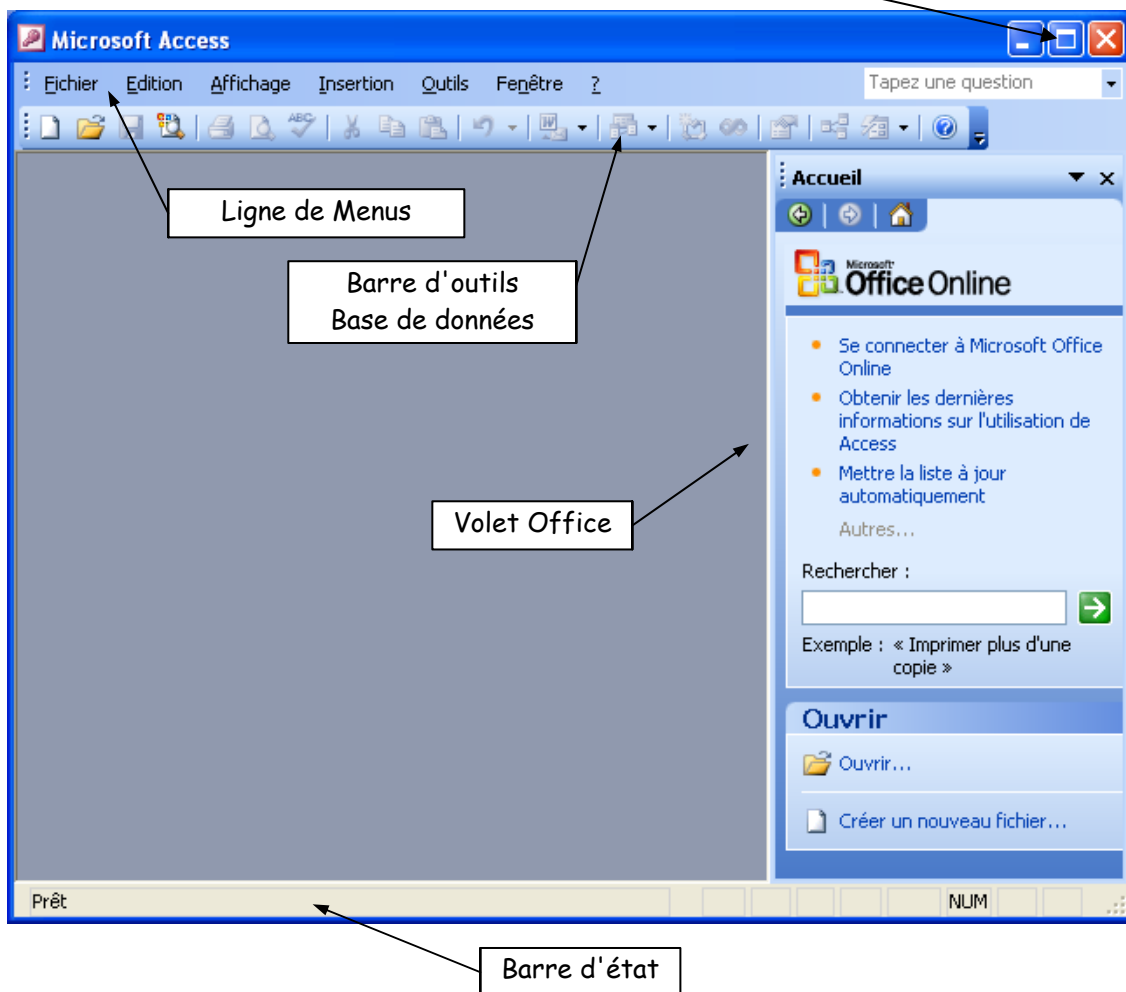 Microsoft Access
Fichier Edition Affichage Insertion Outils Fenêtre ?
Tapez une question
ABC
W
?
Accueil
Ligne de Menus
Microsoft
Office Online
Barre d'outils
Base de données
Se connecter à Microsoft Office
Online
Obtenir les dernières
informations sur l'utilisation de
Access
Mettre la liste à jour
automatiquement
Autres...
Volet Office
Rechercher :
Exemple : « Imprimer plus d'une
copie »
Ouvrir
Ouvrir...
Créer un nouveau fichier...
Prêt
NUM
Barre d'état